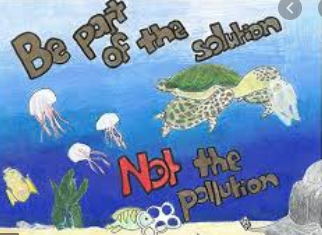 Be part
of the solution
Not the
pollution